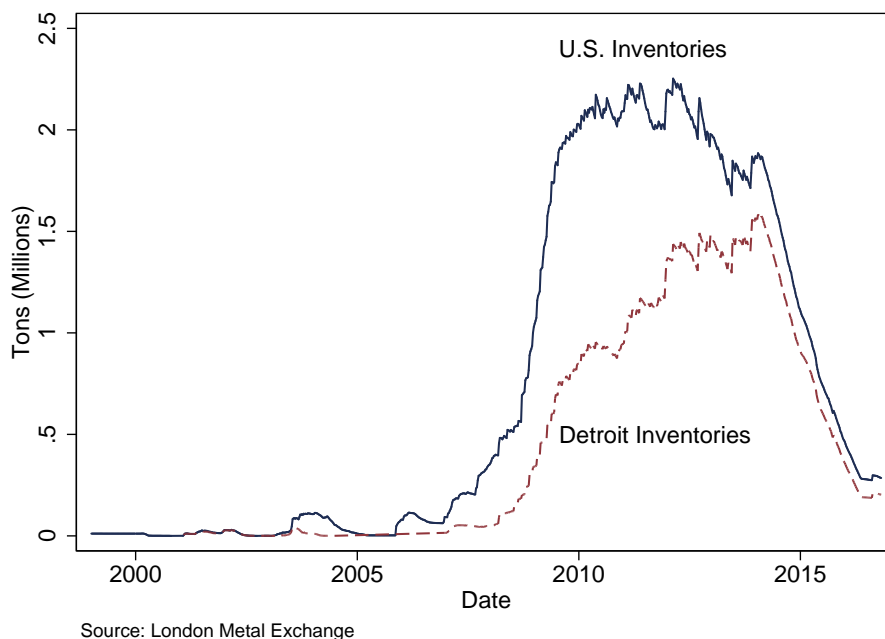 2.5
U.S. Inventories
2
1.5
Tons (Millions)
1
Detroit Inventories
.5
0
2000
2005
2010
2015
Date
Source: London Metal Exchange